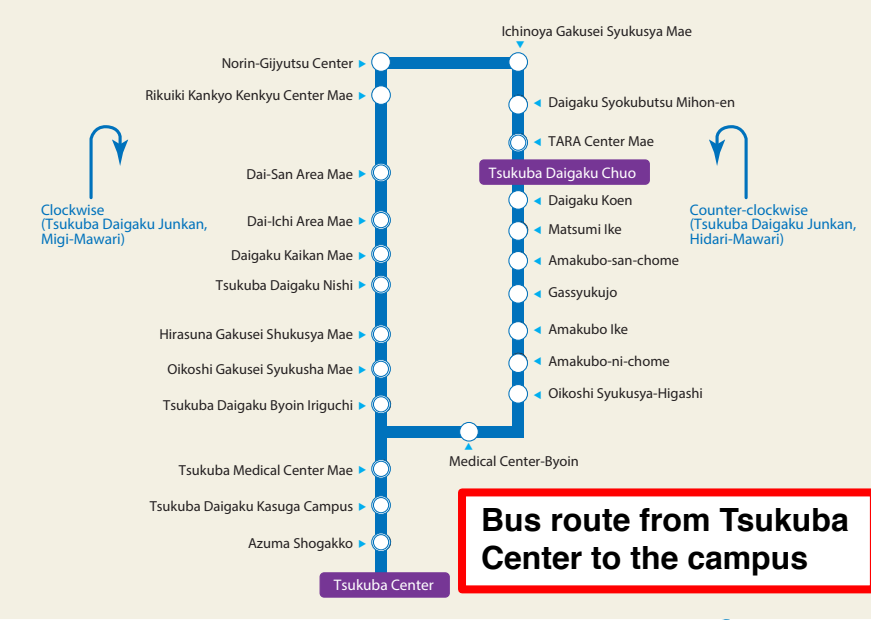 Ichinoya Gakusei Syukusya Mae
Norin-Gijyutsu Center
Rikuiki Kankyo Kenkyu Center Mae
Daigaku Syokubutsu Mihon-en
TARA Center Mae
Dai-San Area Mae
Tsukuba Daigaku Chuo
Clockwise
(Tsukuba Daigaku Junkan,
Migi-Mawari)
Dai-Ichi Area Mae
Daigaku Kaikan Mae
Tsukuba Daigaku Nishi
Daigaku Koen
Matsumi Ike
Amakubo-san-chome
Gassyukujo
Counter-clockwise
(Tsukuba Daigaku Junkan,
Hidari-Mawari)
Hirasuna Gakusei Shukusya Mae
Oikoshi Gakusei Syukusha Mae
Tsukuba Daigaku Byoin Iriguchi
Amakubo Ike
Amakubo-ni-chome
Oikoshi Syukusya-Higashi
Medical Center-Byoin
Tsukuba Medical Center Mae
Tsukuba Daigaku Kasuga Campus
Azuma Shogakko
Tsukuba Center
Bus route from Tsukuba
Center to the campus